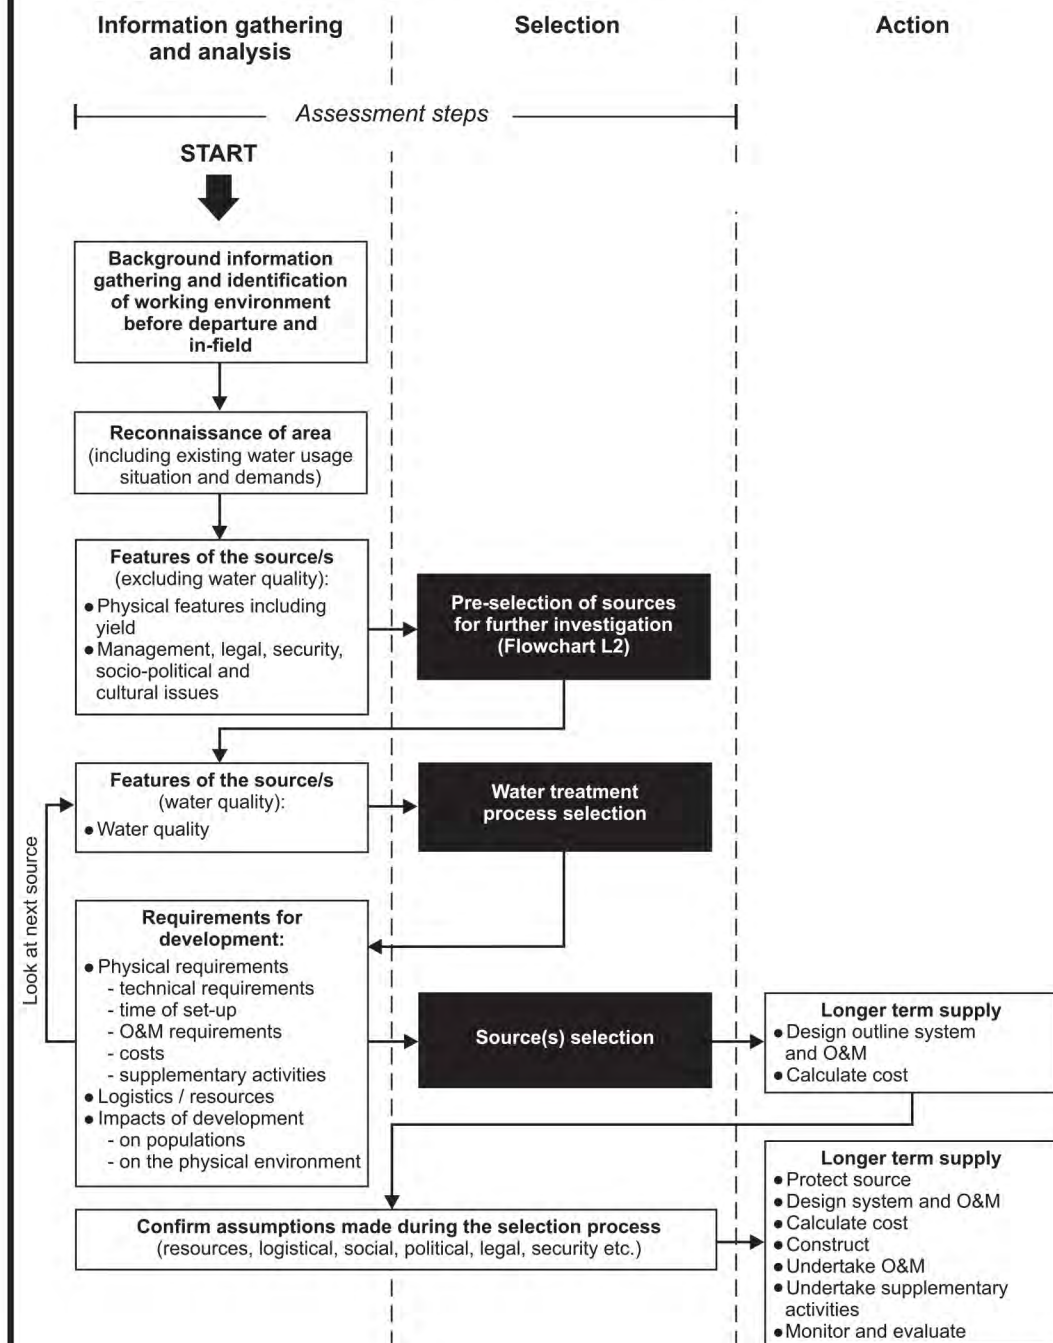 Information gathering
and analysis
Selection
Action
Assessment steps
START
Background information
gathering and identification
of working environment
before departure and
in-field
Reconnaissance of area
(including existing water usage
situation and demands)
Features of the source/s
(excluding water quality):
● Physical features including
yield
● Management, legal, security,
socio-political and
cultural issues
Pre-selection of sources
for further investigation
(Flowchart L2)
Features of the source/s
(water quality):
● Water quality
Water treatment
process selection
Look at next source
Requirements for
development:
● Physical requirements
- technical requirements
- time of set-up
- O&M requirements
- costs
- supplementary activities
● Logistics / resources
● Impacts of development
- on populations
- on the physical environment
Source(s) selection
Longer term supply
● Design outline system
and O&M
● Calculate cost
Confirm assumptions made during the selection process
(resources, logistical, social, political, legal, security etc.)
Longer term supply
● Protect source
● Design system and O&M
● Calculate cost
● Construct
● Undertake O&M
● Undertake supplementary
activities
● Monitor and evaluate